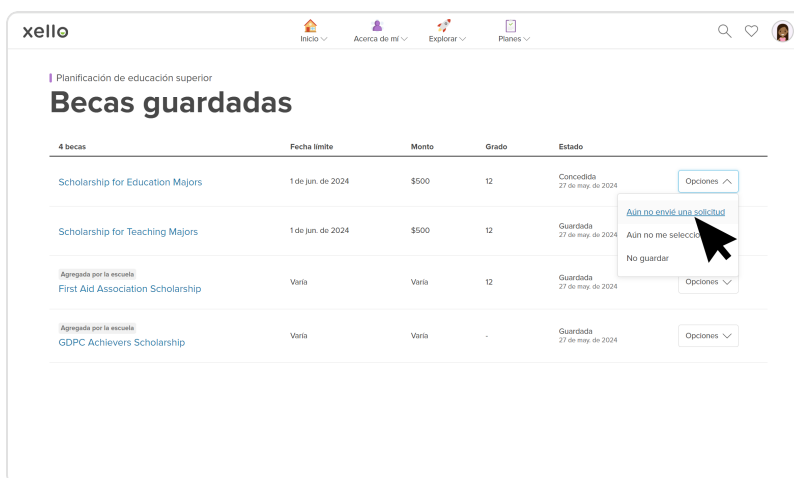 xello
Inicio
Acerca de mí
Explorar
Planes
Planificación de educación superior
Becas guardadas
4 becas Fecha límite Monto Grado Estado
Scholarship for Education Majors 1 de jun. de 2024 $500 12 Concedida
27 de may. de 2024
Opciones
Aún no envié una solicitud
Aún no me
No guardar
Scholarship for Teaching Majors 1 de jun. de 2024 $500 12 Guardada
27 de may. de 2024
Agregada por la escuela
First Aid Association Scholarship Varía Varía 12 Guardada
27 de may. de 2024
Opciones
Agregada por la escuela
GDPC Achievers Scholarship Varía Varía - Guardada
27 de may. de 2024
Opciones